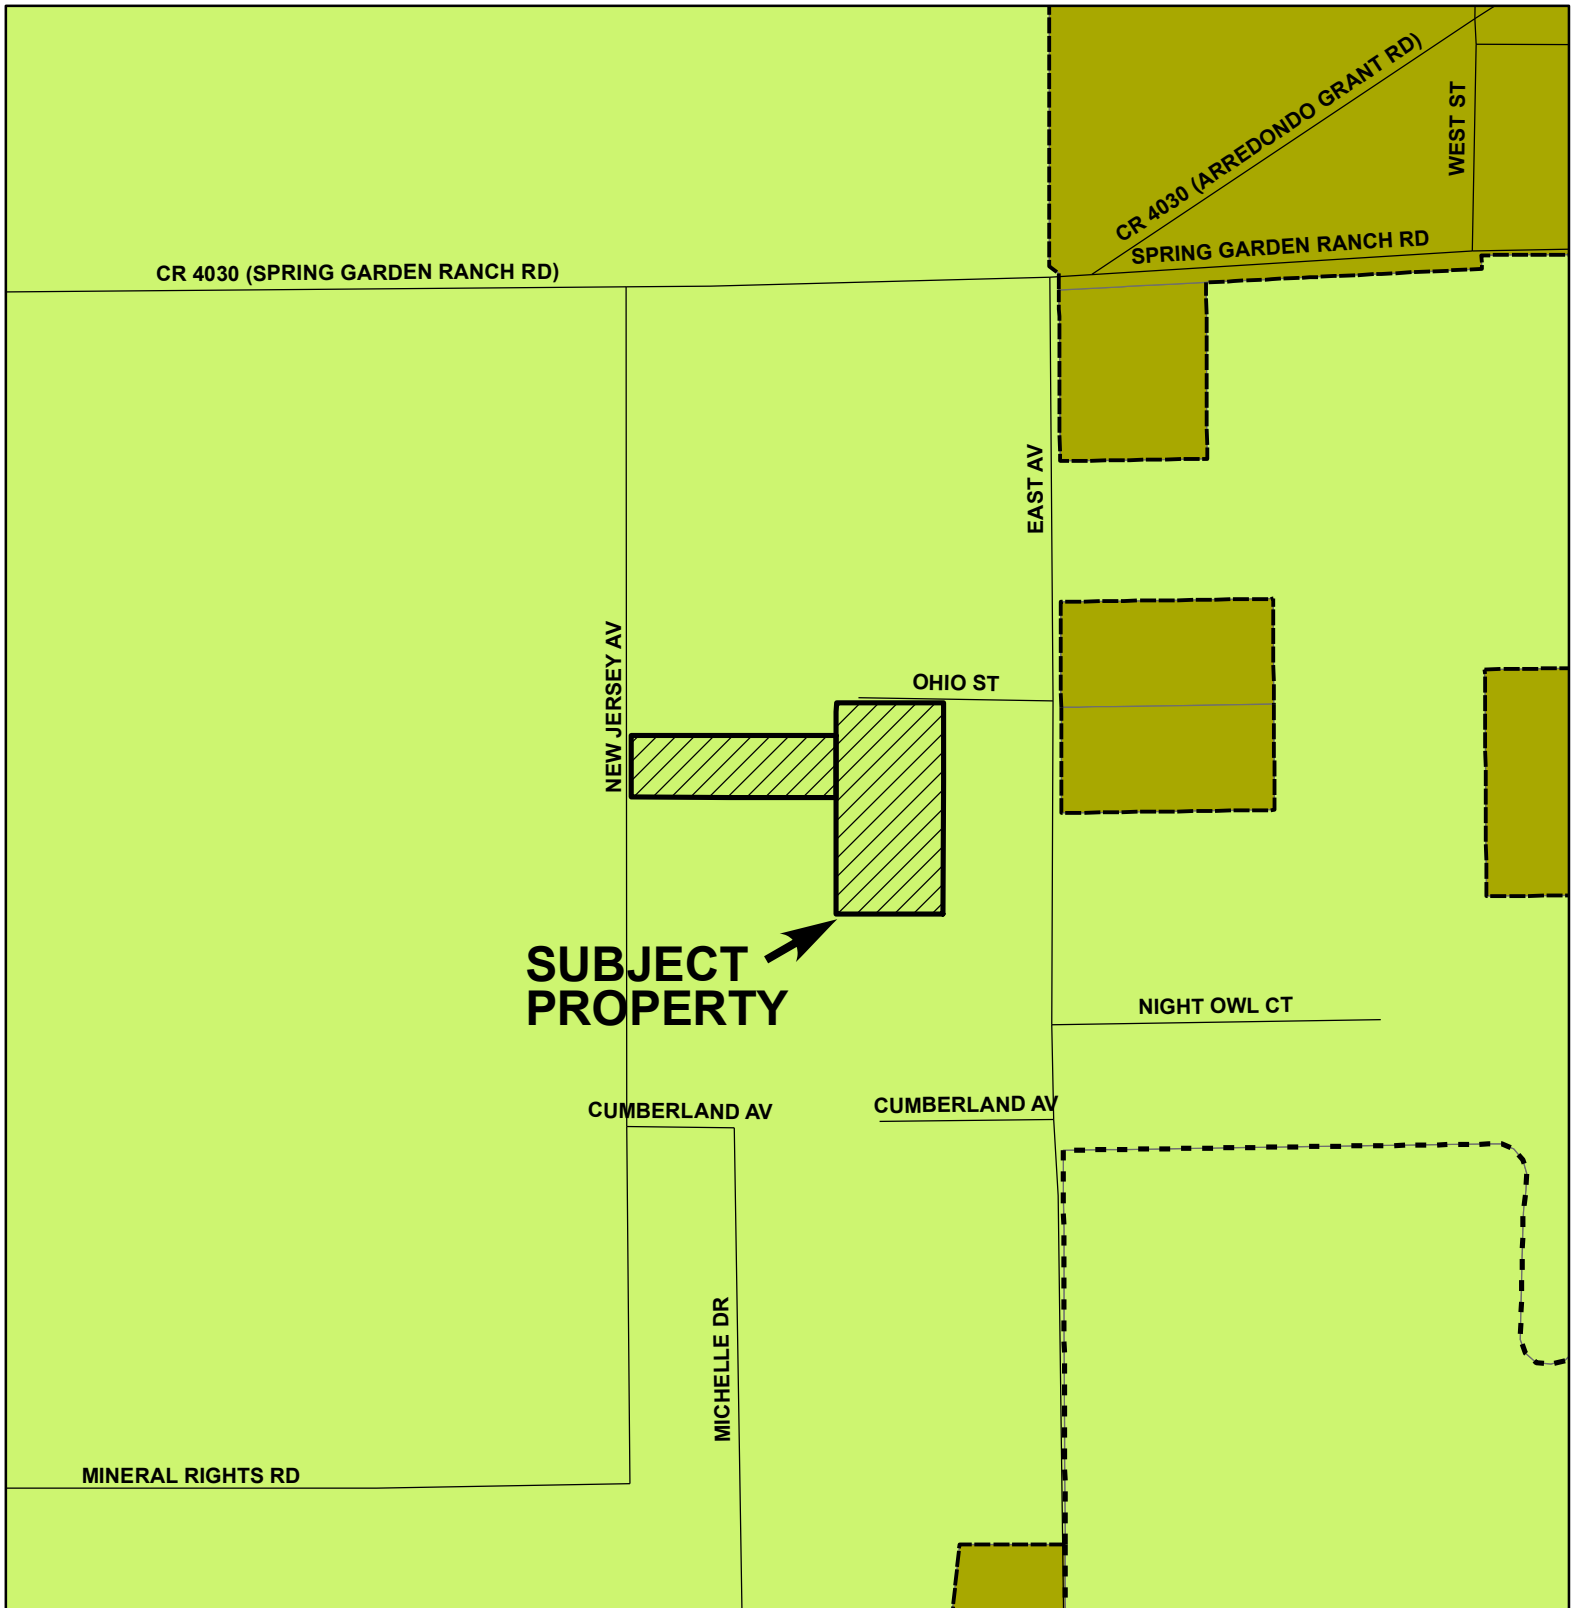 CR 4030 (ARREDONDO GRANT RD)
WEST ST
SPRING GARDEN RANCH RD
CR 4030 (SPRING GARDEN RANCH RD)
EAST AV
NEW JERSEY AV
OHIO ST
SUBJECT
PROPERTY
NIGHT OWL CT
CUMBERLAND AV
CUMBERLAND AV
MICHELLE DR
MINERAL RIGHTS RD